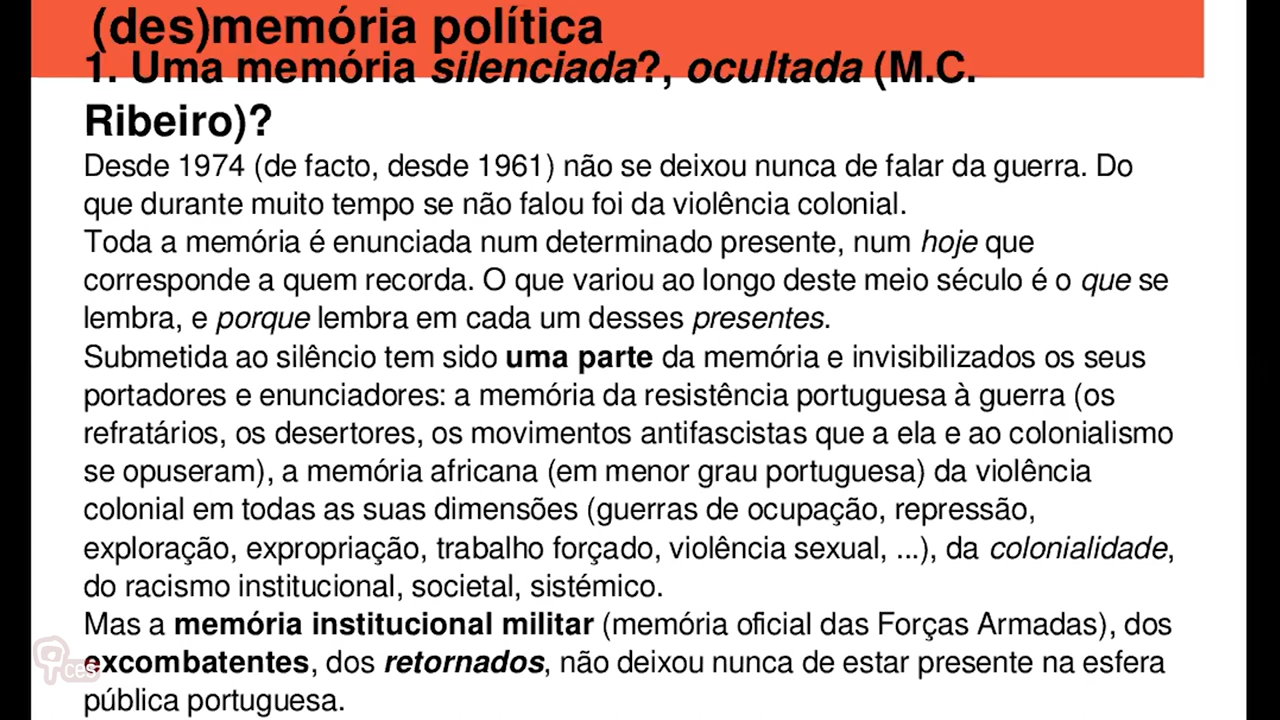 (des)memória política
1. Uma memória silenciada?, ocultada (M.C.
Ribeiro)?
Desde 1974 (de facto, desde 1961) não se deixou nunca de falar da guerra. Do
que durante muito tempo se não falou foi da violência colonial.
Toda a memória é enunciada num determinado presente, num hoje que
corresponde a quem recorda. O que variou ao longo deste meio século é o que se
lembra, e porque lembra em cada um desses presentes.
Submetida ao silêncio tem sido uma parte da memória e invisibilizados os seus
portadores e enunciadores: a memória da resistência portuguesa à guerra (os
refratários, os desertores, os movimentos antifascistas que a ela e ao colonialismo
se opuseram), a memória africana (em menor grau portuguesa) da violência
colonial em todas as suas dimensões (guerras de ocupação, repressão,
exploração, expropriação, trabalho forçado, violência sexual, ...), da colonialidade,
do racismo institucional, societal, sistémico.
Mas a memória institucional militar (memória oficial das Forças Armadas), dos
excombatentes, dos retornados, não deixou nunca de estar presente na esfera
pública portuguesa.
ces